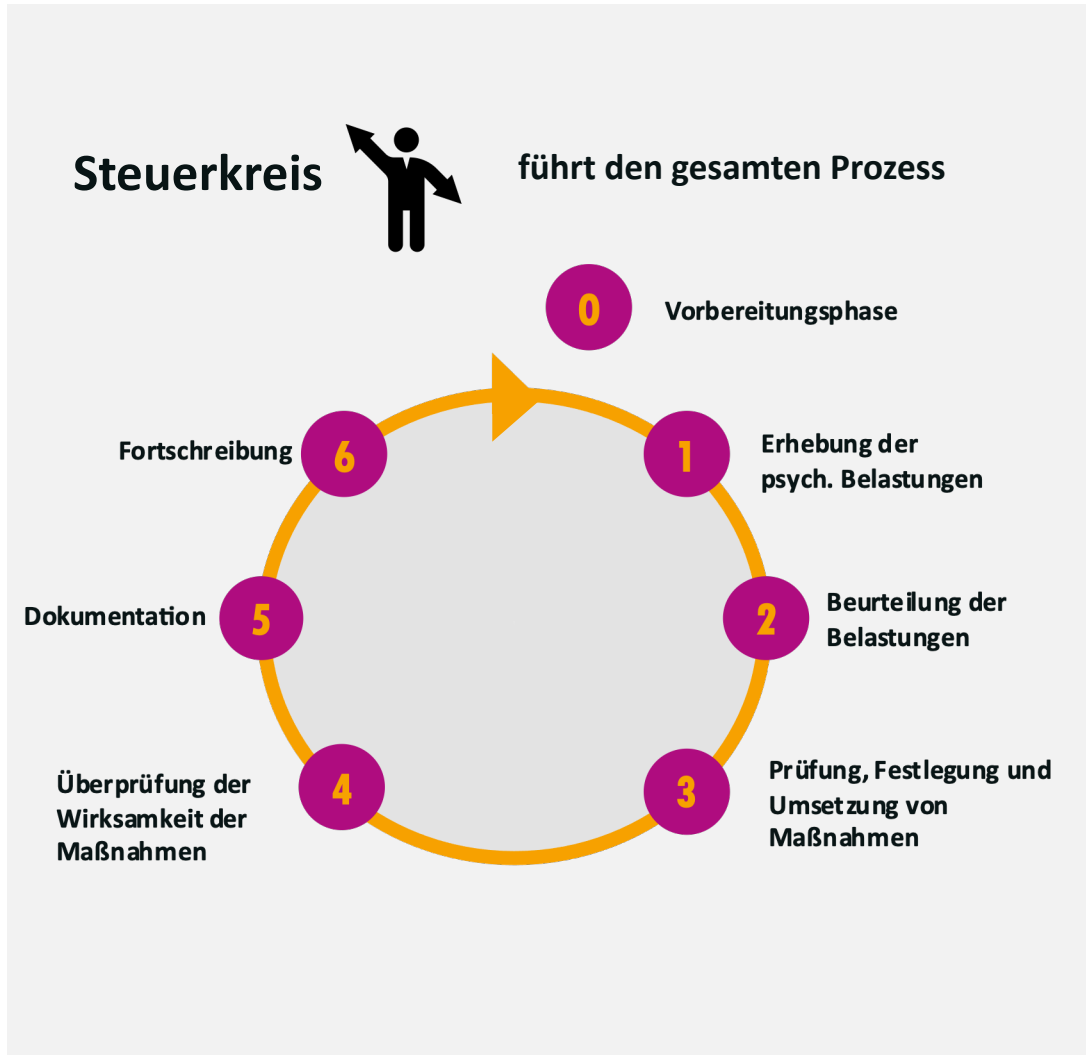 Steuerkreis
führt den gesamten Prozess
0
Vorbereitungsphase
1
Erhebung der
psych. Belastungen
2
Beurteilung der
Belastungen
3
Prüfung, Festlegung und
Umsetzung von
Maßnahmen
4
Überprüfung der
Wirksamkeit der
Maßnahmen
5
Dokumentation
6
Fortschreibung